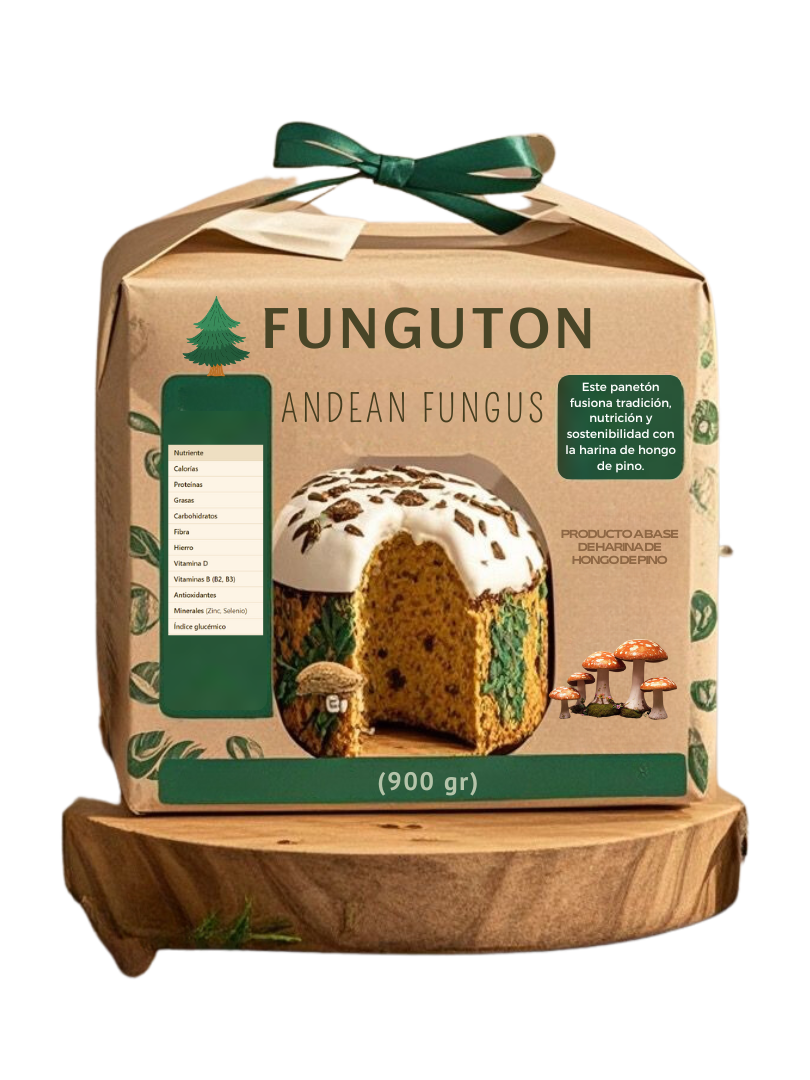 FUNGUTON
ANDEAN FUNGUS
Este panetón
fusiona tradición,
nutrición y
sostenibilidad con
la harina de hongo
de pino.
Nutriente
Calorías
Proteínas
Grasas
Carbohidratos
Fibra
Hierro
Vitamina D
Vitaminas B (B2, B3)
Antioxidantes
Minerales (Zinc, Selenio)
Índice glucémico
PRODUCTO A BASE
DE HARINA DE
HONGO DE PINO
(900 gr)